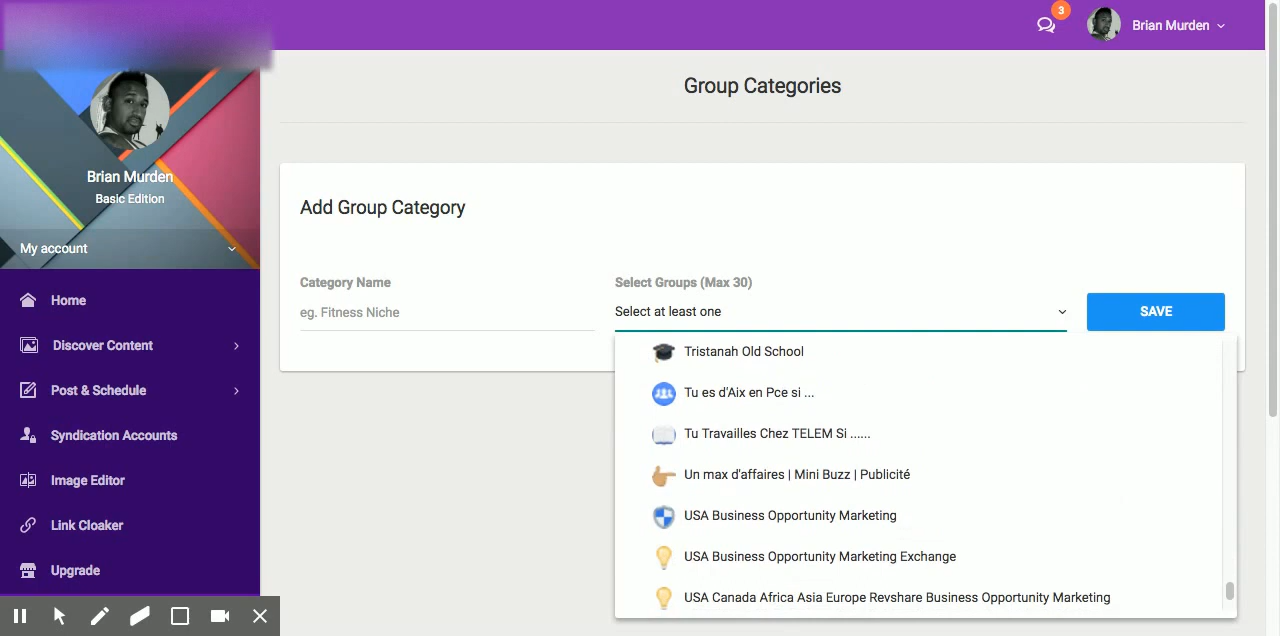 3
Brian Murden
Group Categories
Brian Murden
Basic Edition
My account
Home
Discover Content
Post & Schedule
Syndication Accounts
Image Editor
Link Cloaker
Upgrade
Add Group Category
Category Name
eg. Fitness Niche
Select Groups (Max 30)
Select at least one
SAVE
Tristanah Old School
Tu es d'Aix en Pce si ...
Tu Travailles Chez TELEM Si ......
Un max d'affaires | Mini Buzz | Publicité
USA Business Opportunity Marketing
USA Business Opportunity Marketing Exchange
USA Canada Africa Asia Europe Revshare Business Opportunity Marketing